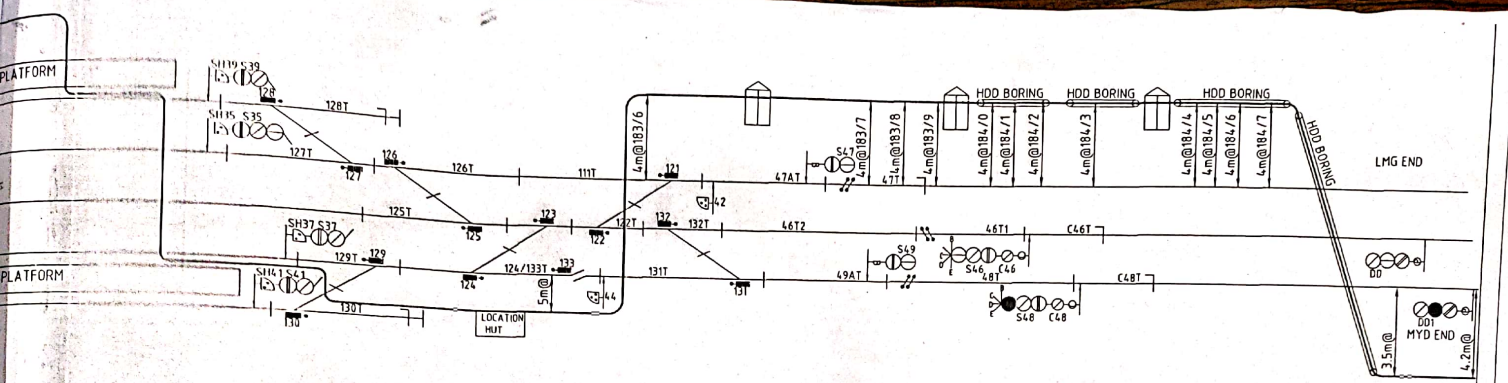 PLATFORM
SH39 S39
128
128T
SH35 S35
127T
127
126
126T
111T
4m@183/6
121
42
S47
47AT
47T
4m@183/7
4m@183/8
4m@183/9
HDD BORING
HDD BORING
HDD BORING
4m@184/0
4m@184/1
4m@184/2
4m@184/3
4m@184/4
4m@184/5
4m@184/6
4m@184/7
HDD BORING
LMG END
125T
125
123
122T
122
132
132T
46T2
46T1
C46T
D
E
S46 C46
DD
SH37 S37
129T
129
124/133T
124
133
131T
131
S49
49AT
48T
C48T
C
D
E
S48 C48
PLATFORM
SH41 S41
130
130T
LOCATION
HUT
5m@
44
3.5m@
4.2m@
DD1
MYD END